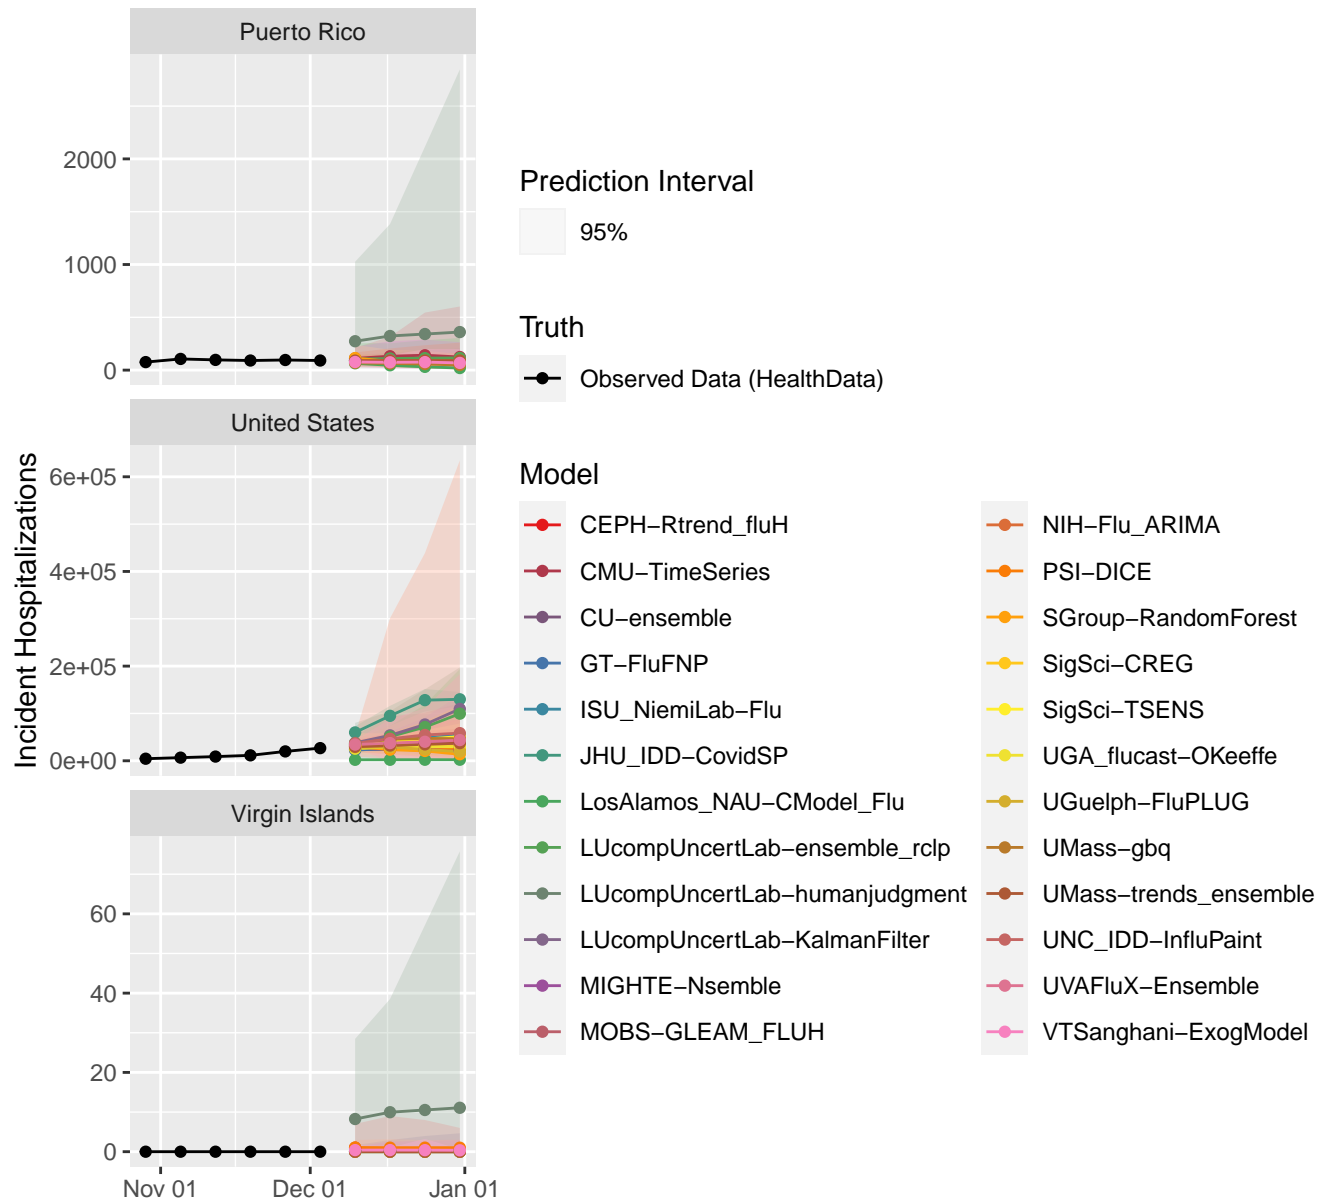 Puerto Rico
2000
1000
0
United States
Incident Hospitalizations
6e+05
4e+05
2e+05
0e+00
Virgin Islands
60
40
20
0
Nov 01 Dec 01 Jan 01
Prediction Interval
95%
Truth
Observed Data (HealthData)
Model
CEPH−Rtrend_fluH
CMU−TimeSeries
CU−ensemble
GT−FluFNP
ISU_NiemiLab−Flu
JHU_IDD−CovidSP
LosAlamos_NAU−CModel_Flu
LUcompUncertLab−ensemble_rclp
LUcompUncertLab−humanjudgment
LUcompUncertLab−KalmanFilter
MIGHTE−Nsemble
MOBS−GLEAM_FLUH
NIH−Flu_ARIMA
PSI−DICE
SGroup−RandomForest
SigSci−CREG
SigSci−TSENS
UGA_flucast−OKeeffe
UGuelph−FluPLUG
UMass−gbq
UMass−trends_ensemble
UNC_IDD−InfluPaint
UVAFluX−Ensemble
VTSanghani−ExogModel